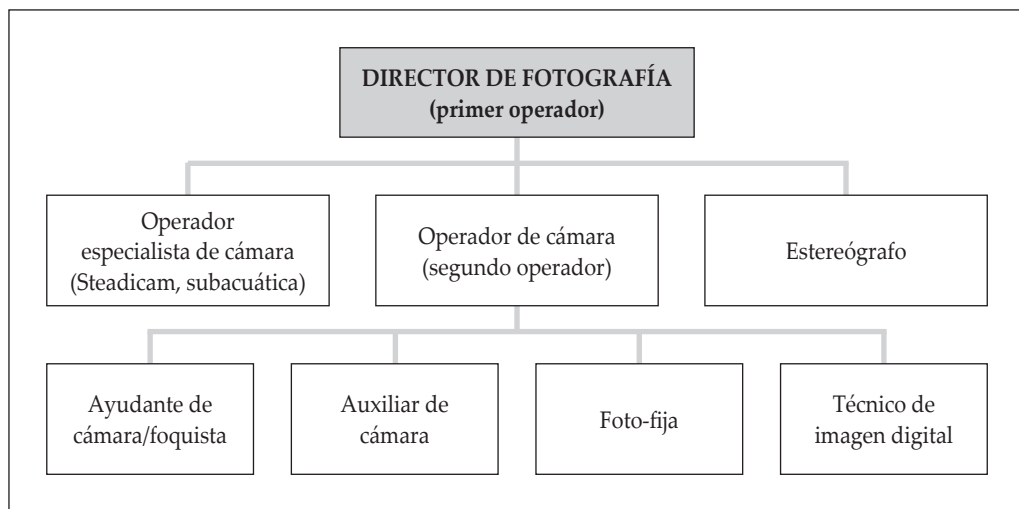 DIRECTOR DE FOTOGRAFÍA
(primer operador)
Operador
especialista de cámara
(Steadicam, subacuática)
Operador de cámara
(segundo operador)
Estereógrafo
Ayudante de
cámara/foquista
Auxiliar de
cámara
Foto-fija
Técnico de
imagen digital